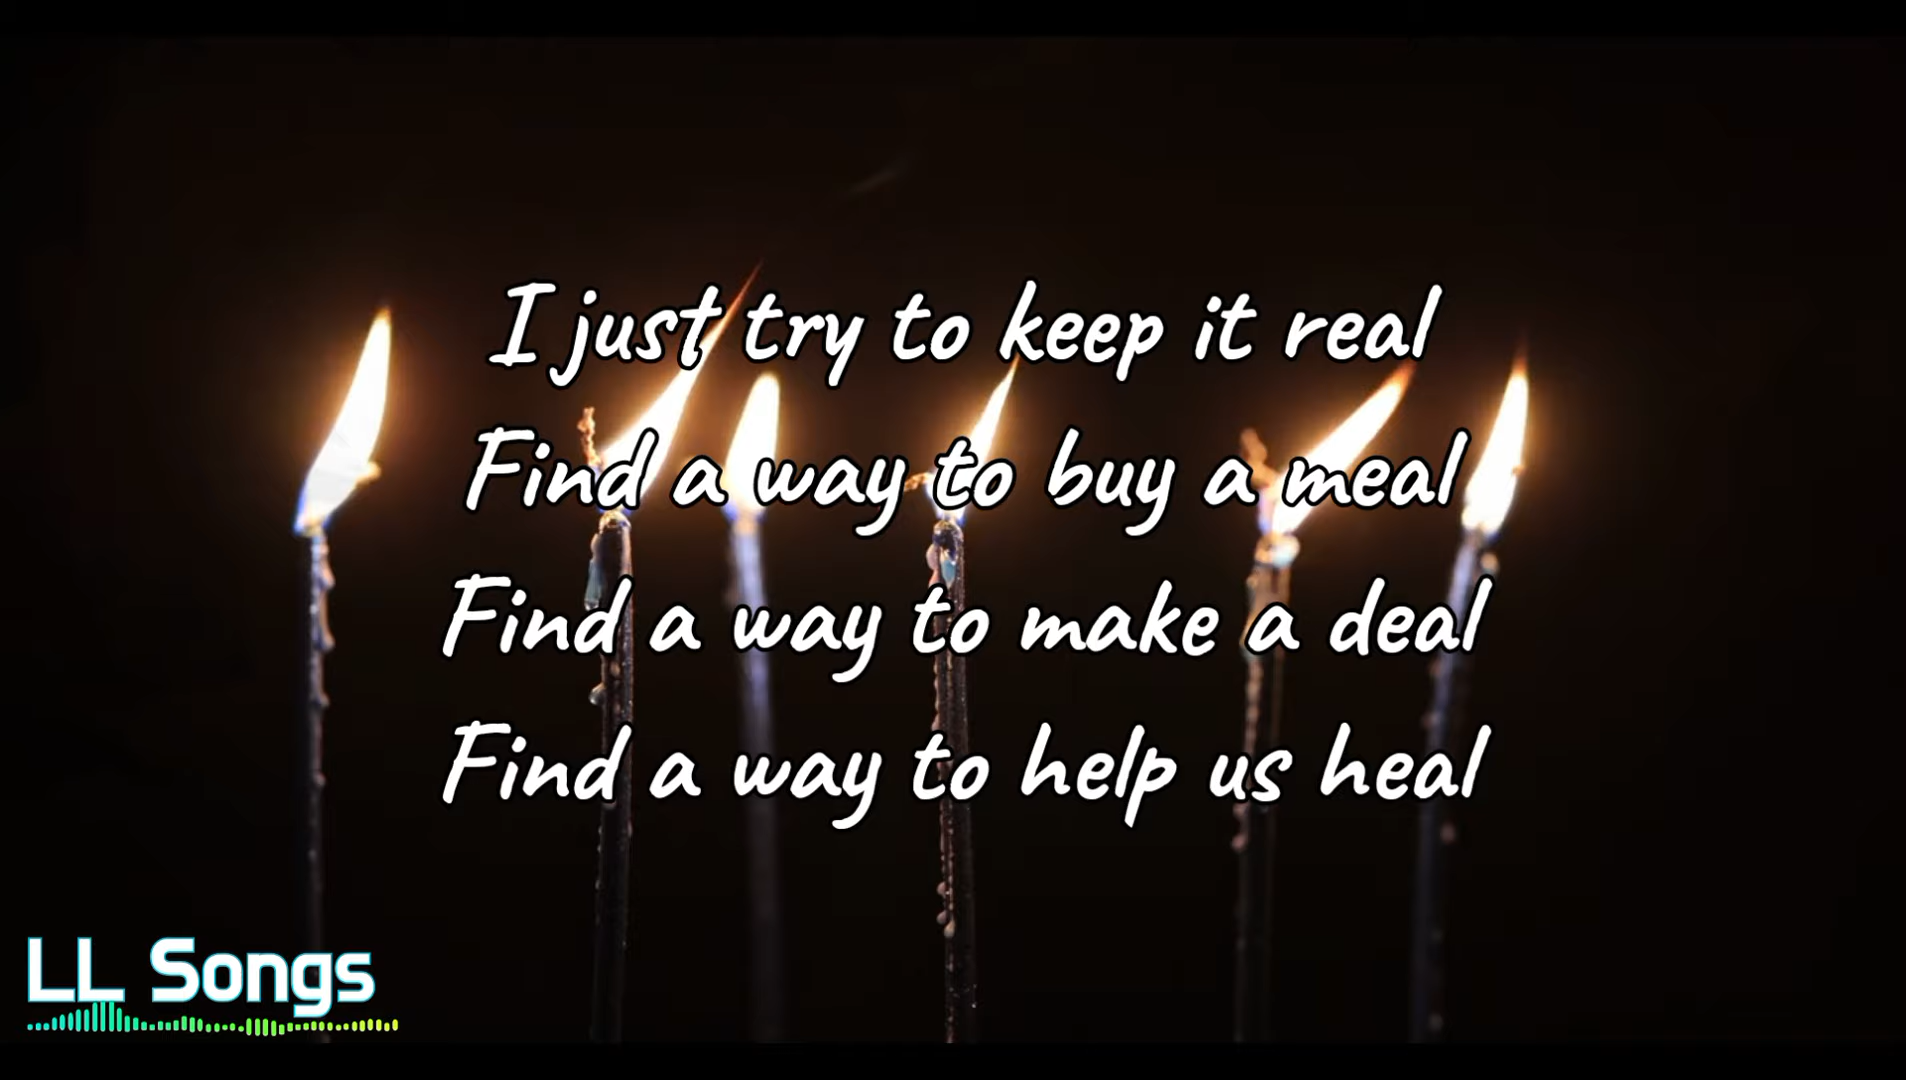 I just try to keep it real
Find a way to buy a meal
Find a way to make a deal
Find a way to help us heal
LL Songs